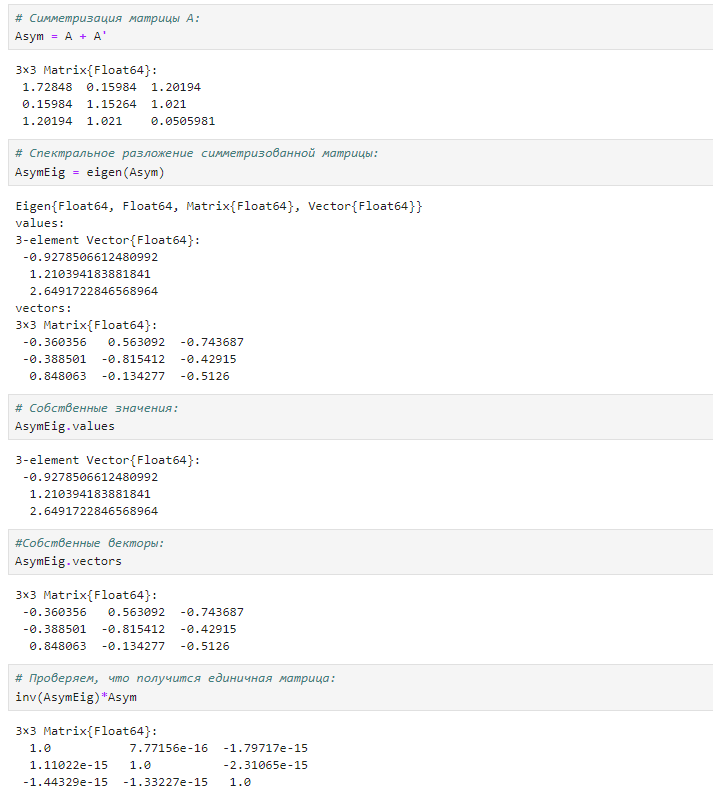 # Симметризация матрицы A:
Asym = A + A'
3×3 Matrix{Float64}:
1.72848 0.15984 1.20194
0.15984 1.15264 1.021
1.20194 1.021 0.0505981
# Спектральное разложение симметризованной матрицы:
AsymEig = eigen(Asym)
Eigen{Float64, Float64, Matrix{Float64}, Vector{Float64}}
values:
3-element Vector{Float64}:
-0.9278506612480992
1.210394183881841
2.6491722846568964
vectors:
3×3 Matrix{Float64}:
-0.360356 0.563092 -0.743687
-0.388501 -0.815412 -0.42915
0.848063 -0.134277 -0.5126
# Собственные значения:
AsymEig.values
3-element Vector{Float64}:
-0.9278506612480992
1.210394183881841
2.6491722846568964
#Собственные векторы:
AsymEig.vectors
3×3 Matrix{Float64}:
-0.360356 0.563092 -0.743687
-0.388501 -0.815412 -0.42915
0.848063 -0.134277 -0.5126
# Проверяем, что получится единичная матрица:
inv(AsymEig)*Asym
3×3 Matrix{Float64}:
1.0 7.77156e-16 -1.79717e-15
1.11022e-15 1.0 -2.31065e-15
-1.44329e-15 -1.33227e-15 1.0